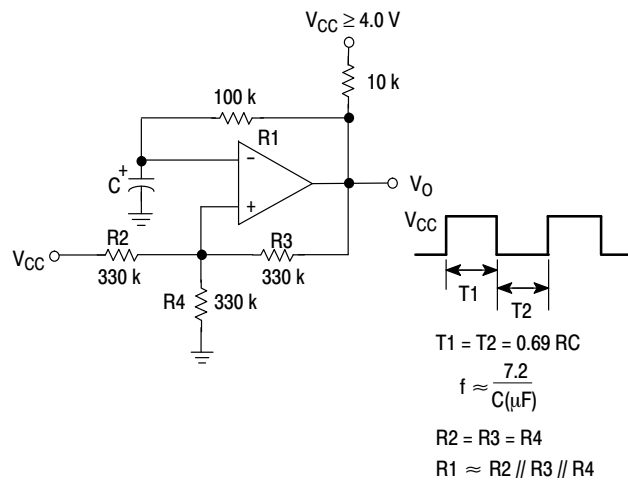 V_CC ≥ 4.0 V
10 k
100 k
R1
−
+
C
+
V_O
V_CC
R2
330 k
R3
330 k
R4
330 k
V_CC
T1
T2
T1 = T2 = 0.69 RC
f ≈ 7.2
C(µF)
R2 = R3 = R4
R1 ≈ R2 // R3 // R4